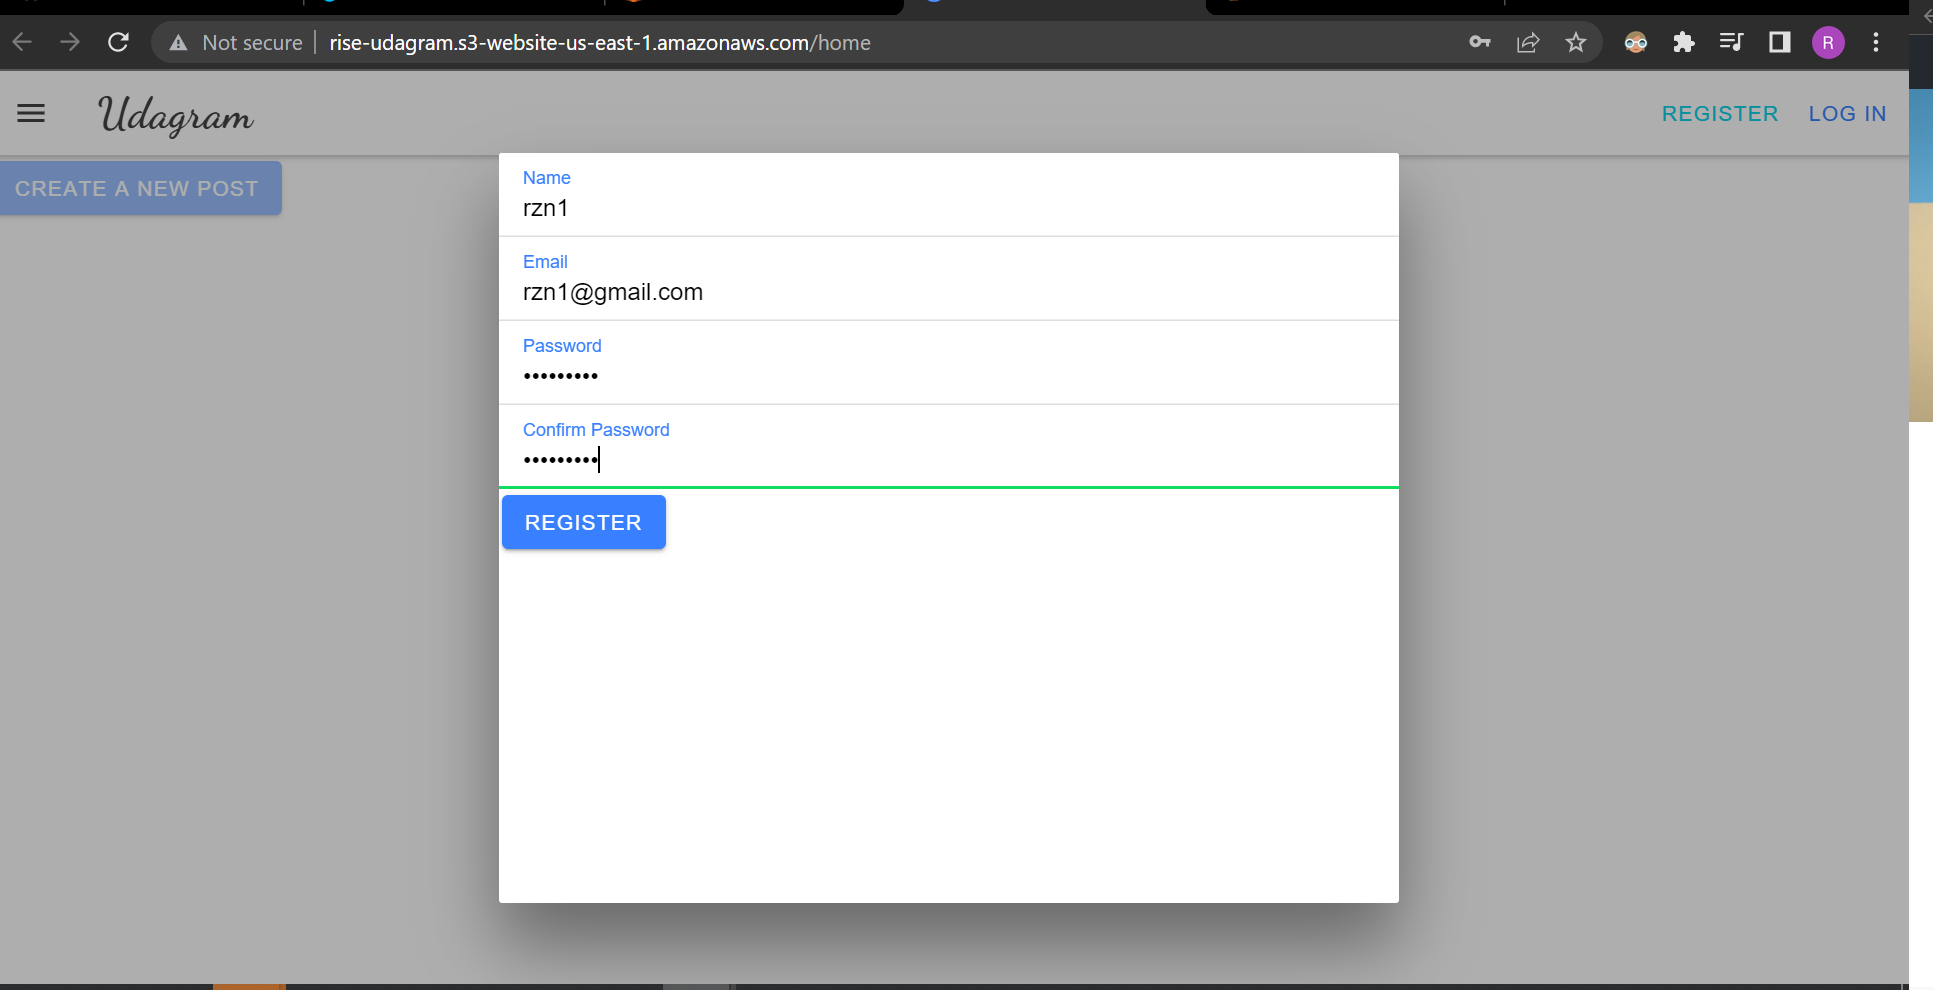 Not secure rise-udagram.s3-website-us-east-1.amazonaws.com/home
R
Udagram
REGISTER LOG IN
CREATE A NEW POST
Name
rzn1
Email
rzn1@gmail.com
Password
•••••••••
Confirm Password
•••••••••
REGISTER